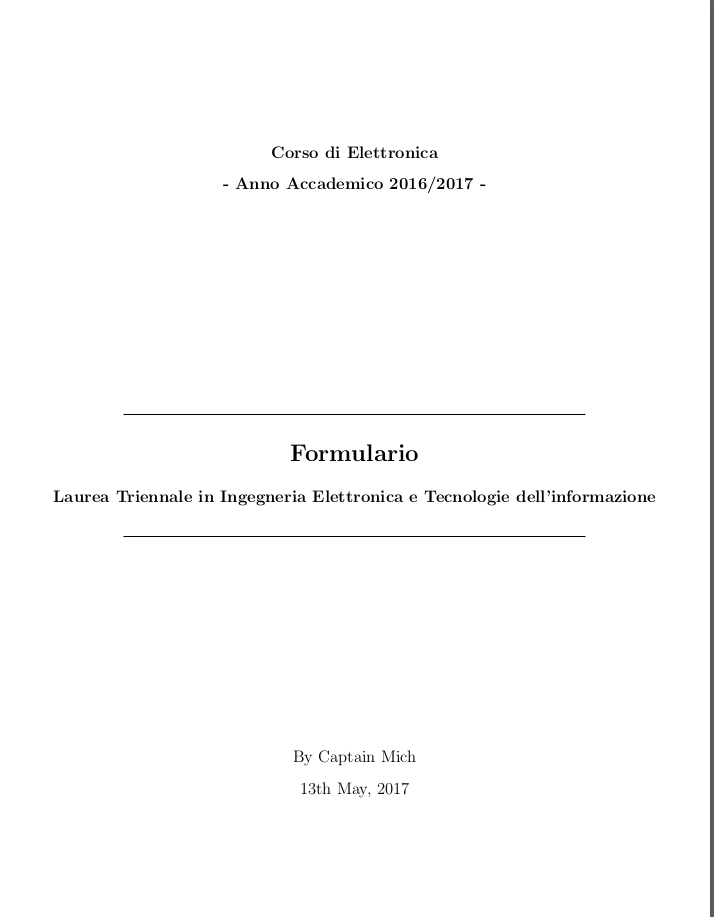 Corso di Elettronica
- Anno Accademico 2016/2017 -
Formulario
Laurea Triennale in Ingegneria Elettronica e Tecnologie dell'informazione
By Captain Mich
13th May, 2017